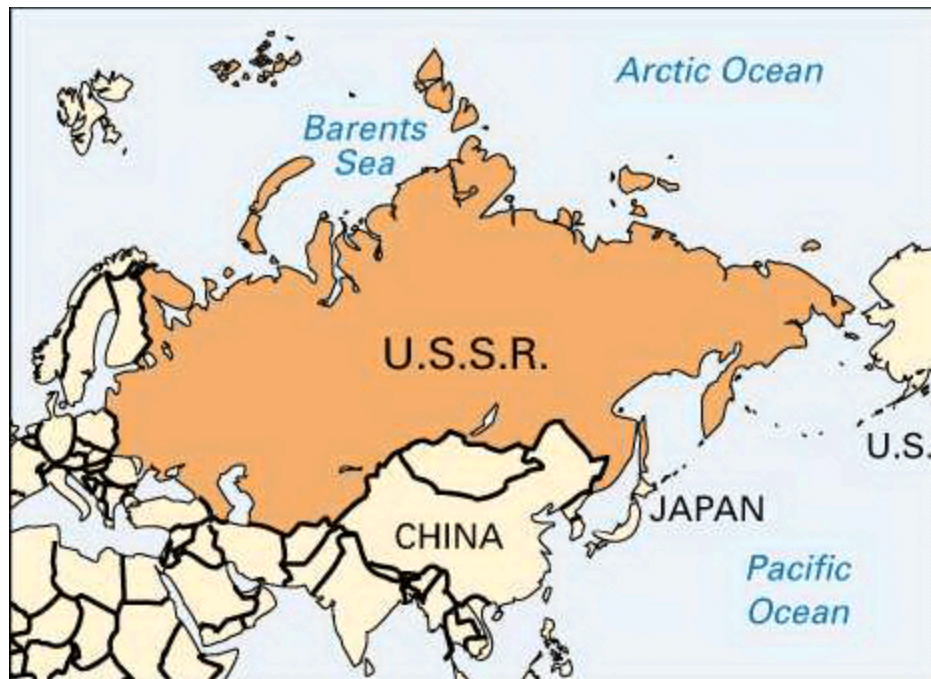 Arctic Ocean
Barents
Sea
U.S.S.R.
U.S.
CHINA
JAPAN
Pacific
Ocean